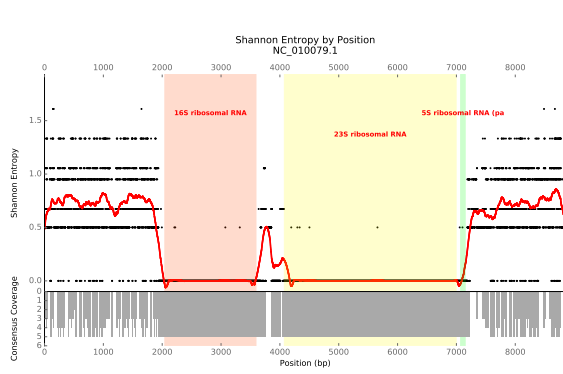 Shannon Entropy by Position
NC_010079.1
0 1000 2000 3000 4000 5000 6000 7000 8000
16S ribosomal RNA
5S ribosomal RNA (pa
23S ribosomal RNA
Shannon Entropy
1.5
1.0
0.5
0.0
Consensus Coverage
0
1
2
3
4
5
6
0 1000 2000 3000 4000 5000 6000 7000 8000
Position (bp)